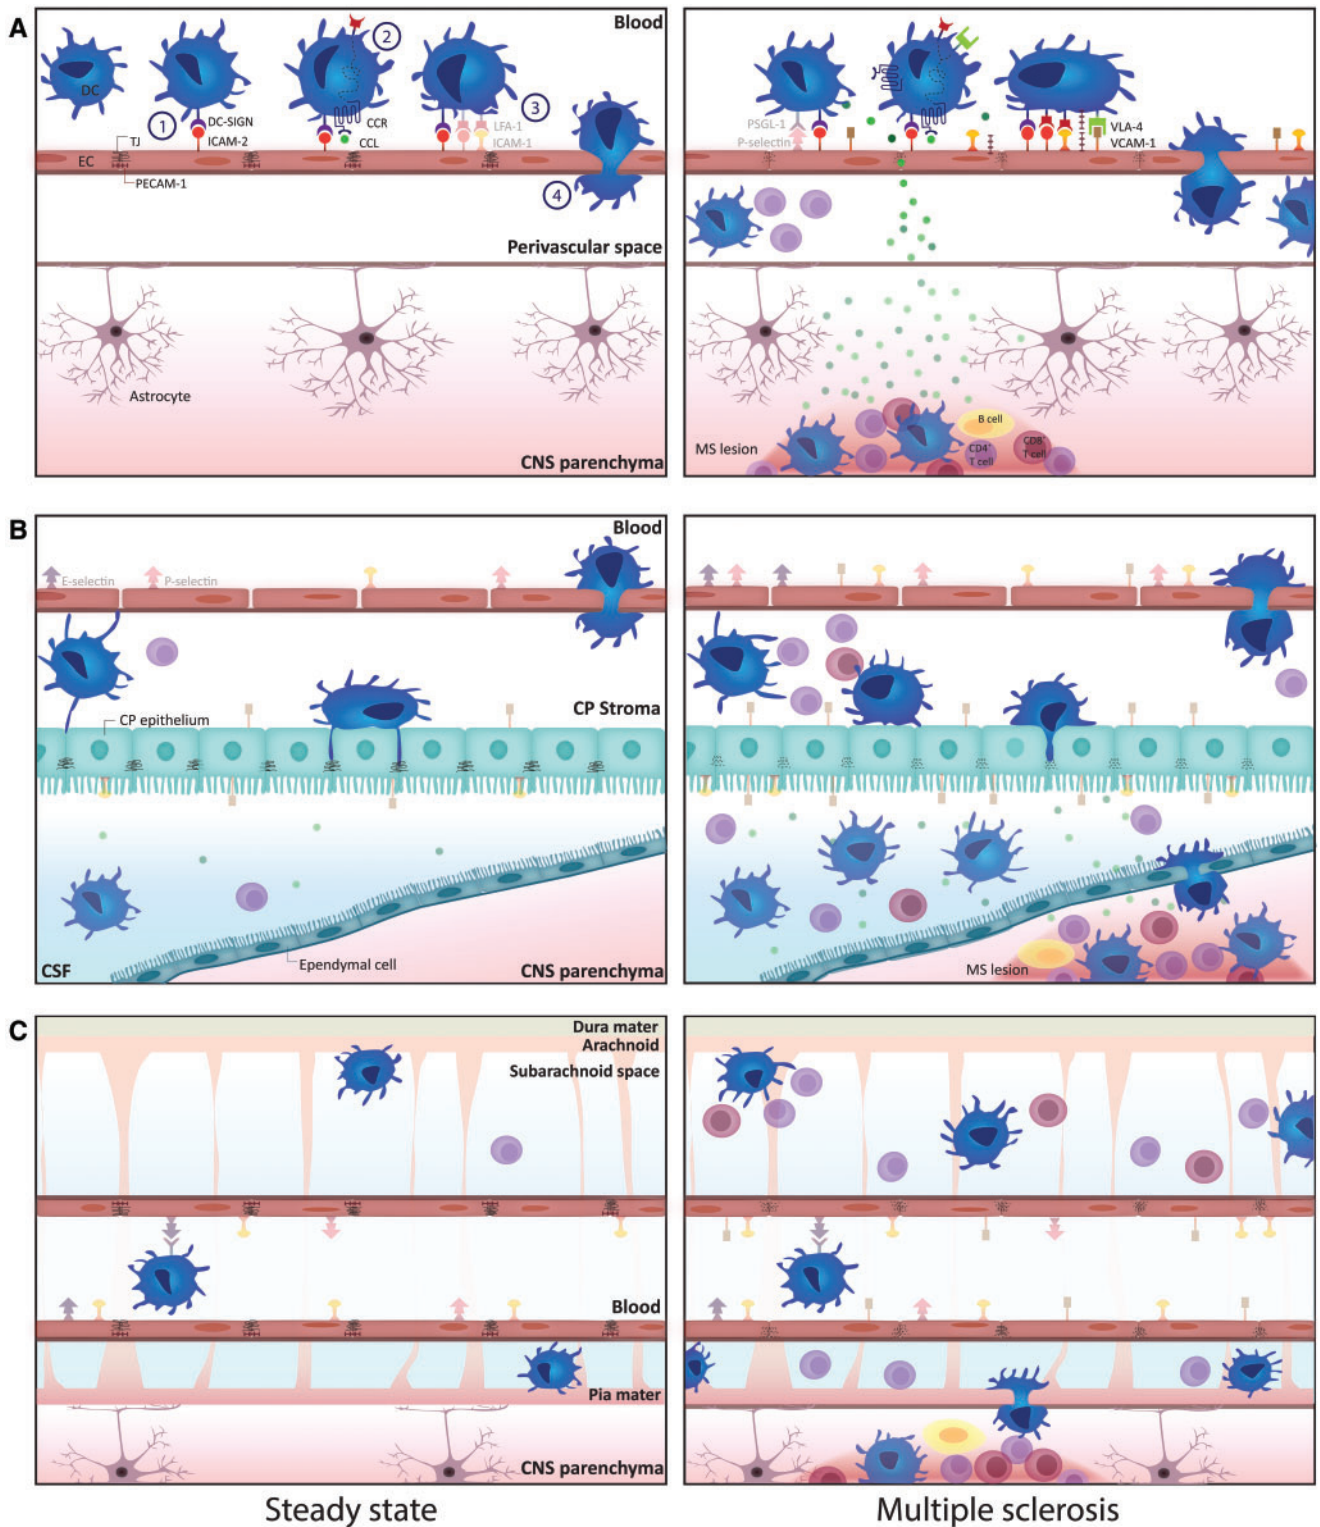 A
Blood
DC
1
DC-SIGN
ICAM-2
2
CCR
CCL
3
LFA-1
ICAM-1
TJ
EC
PECAM-1
4
Perivascular space
Astrocyte
CNS parenchyma
PSGL-1
P-selectin
VLA-4
VCAM-1
MS lesion
B cell
CD4+
T cell
CD8+
T cell
B
Blood
E-selectin
P-selectin
CP Stroma
CP epithelium
CSF
Ependymal cell
CNS parenchyma
MS lesion
C
Dura mater
Arachnoid
Subarachnoid space
Blood
Pia mater
CNS parenchyma
Steady state
Multiple sclerosis